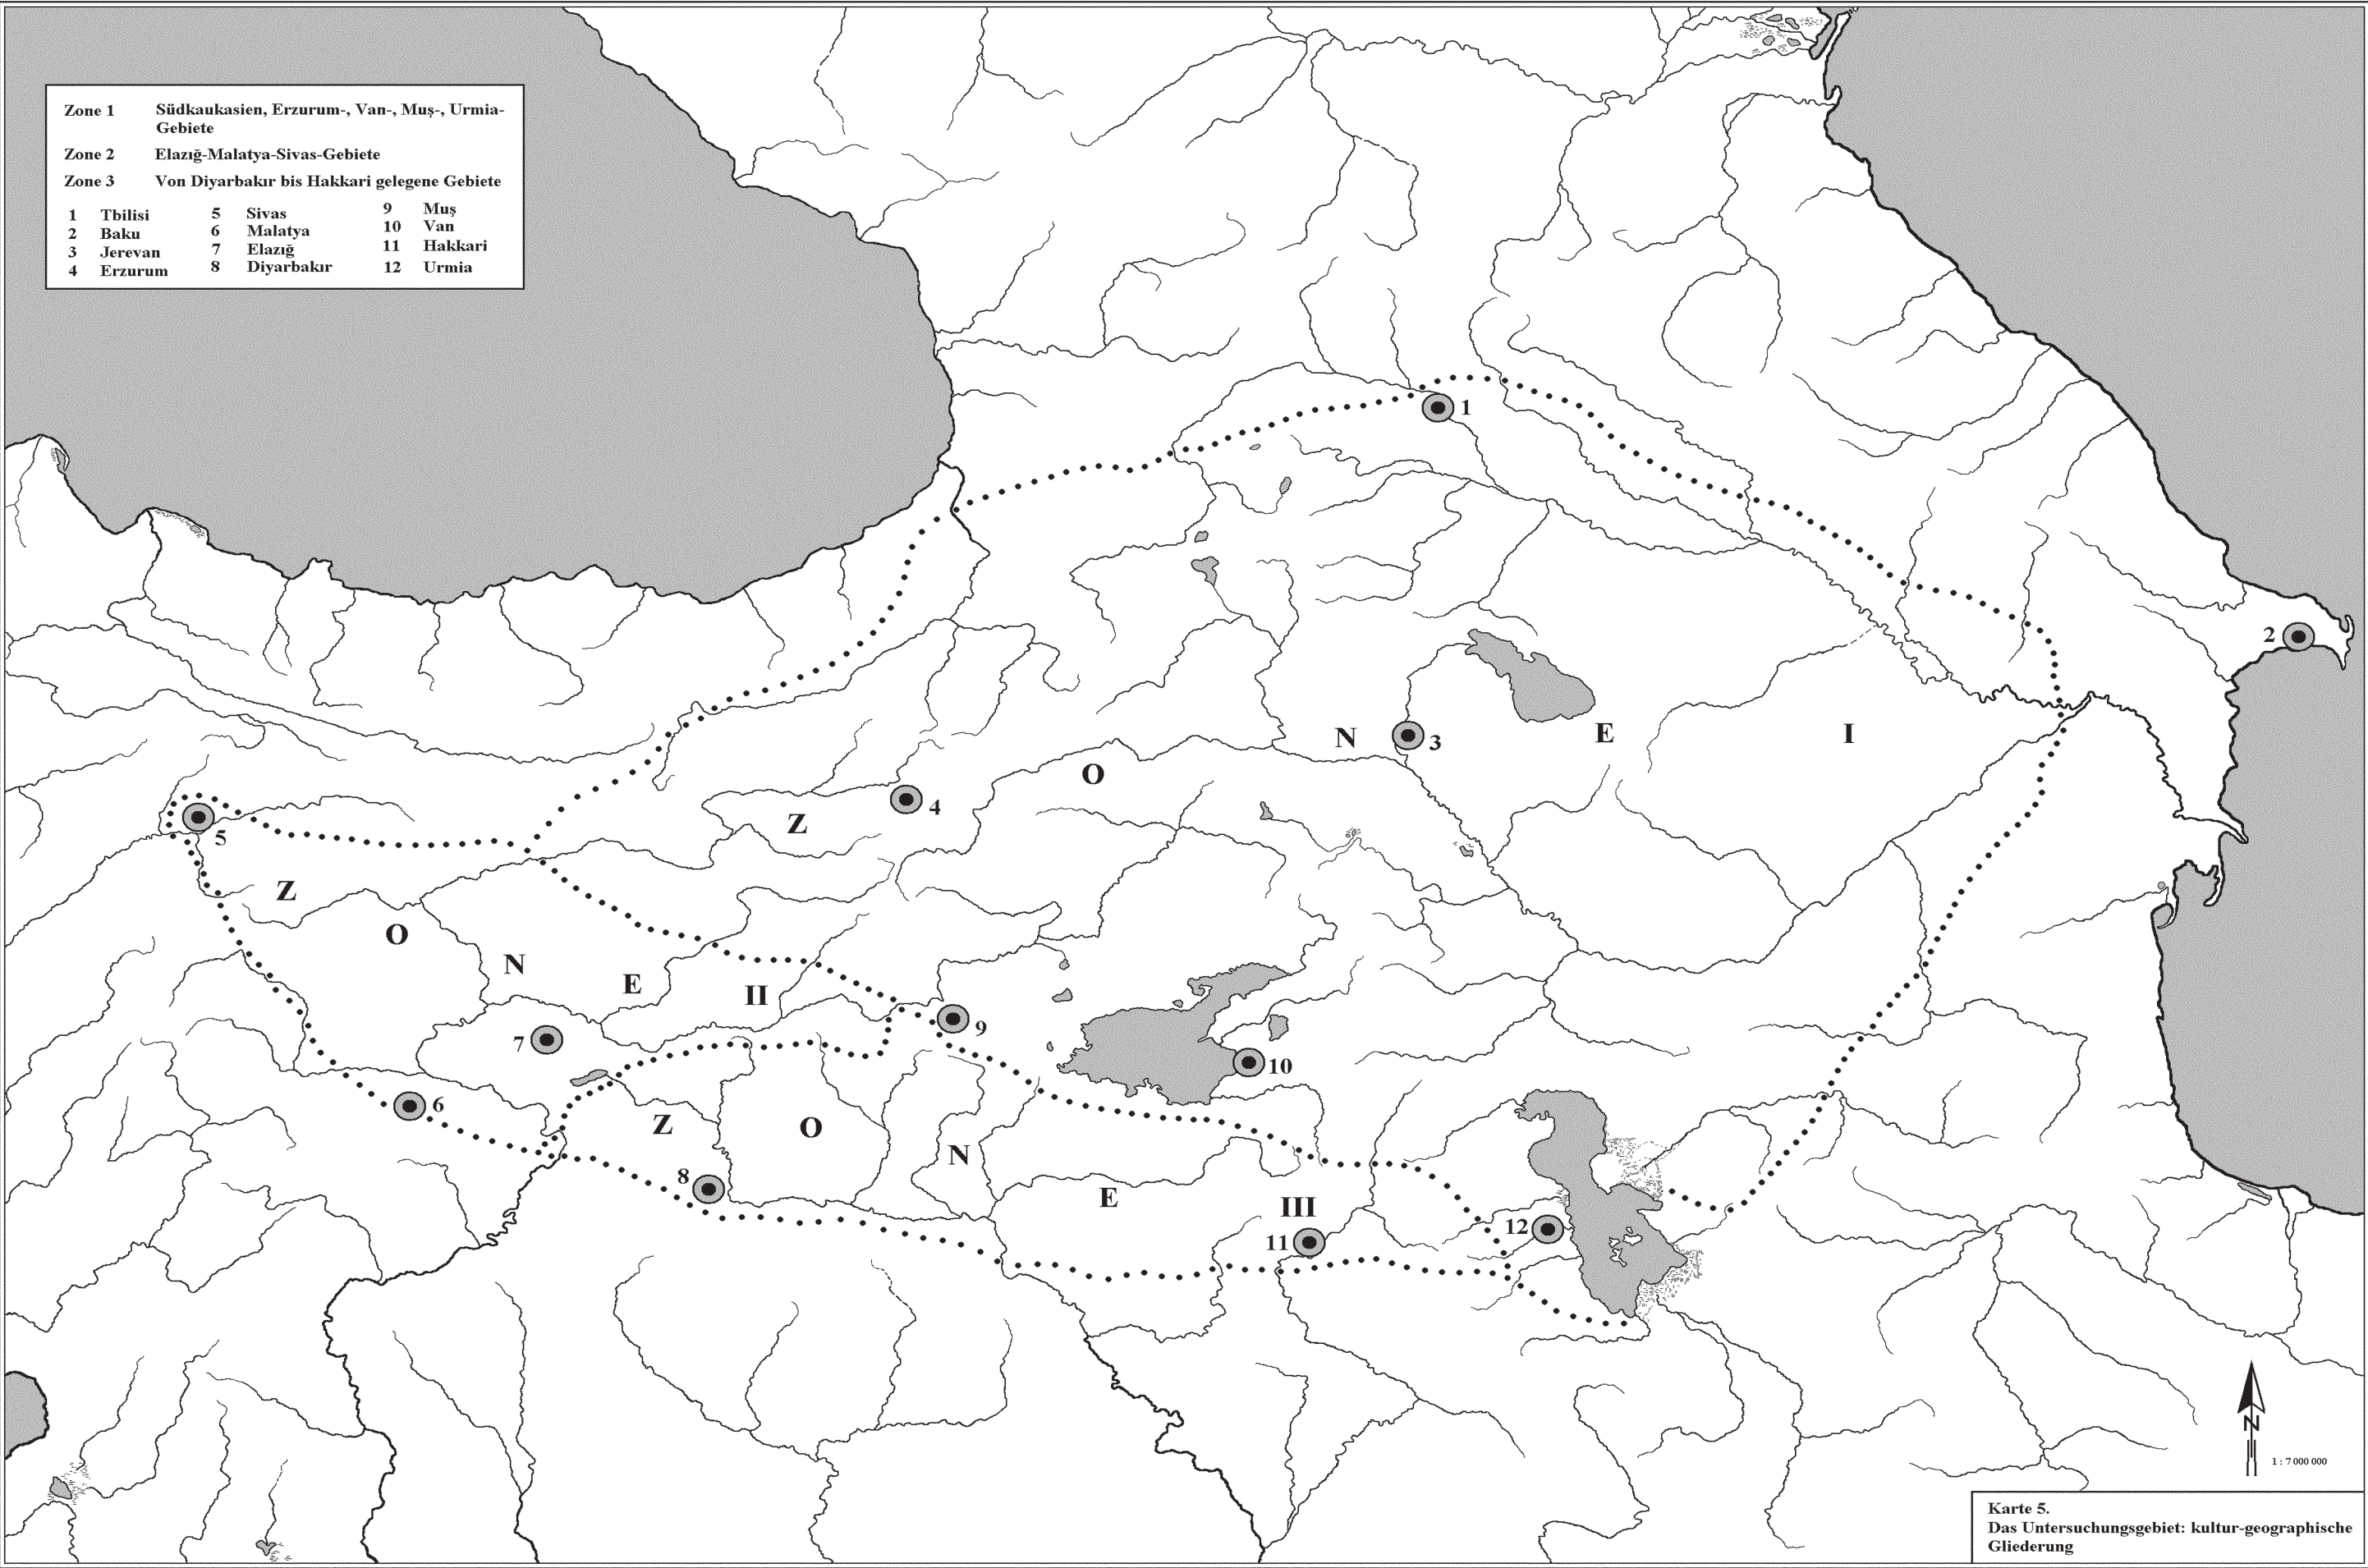 Zone 1 Südkaukasien, Erzurum-, Van-, Muş-, Urmia-
Gebiete
Zone 2 Elazığ-Malatya-Sivas-Gebiete
Zone 3 Von Diyarbakır bis Hakkari gelegene Gebiete
1 Tbilisi 5 Sivas 9 Muş
2 Baku 6 Malatya 10 Van
3 Jerevan 7 Elazığ 11 Hakkari
4 Erzurum 8 Diyarbakır 12 Urmia
1
2
3
4
5
6
7
8
9
10
11
12
Z O N E I
Z O N E II
Z O N E III
N
1 : 7 000 000
Karte 5.
Das Untersuchungsgebiet: kultur-geographische
Gliederung